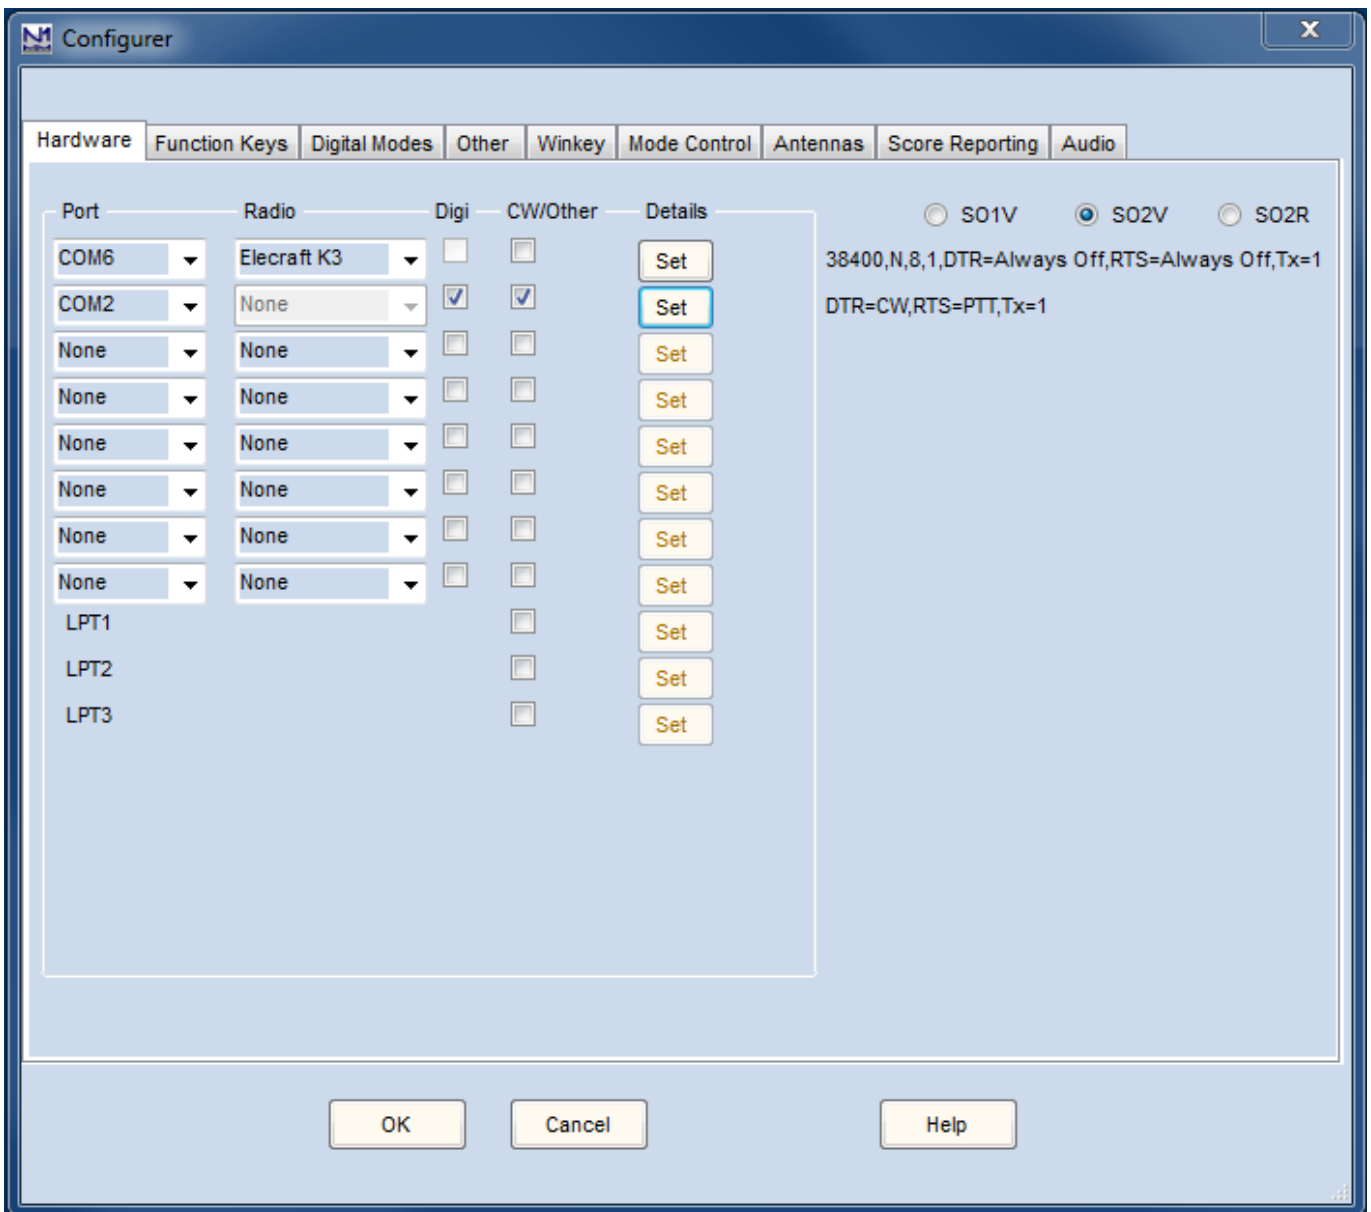 N1 Configurer X
Hardware Function Keys Digital Modes Other Winkey Mode Control Antennas Score Reporting Audio
Port Radio Digi CW/Other Details SO1V SO2V SO2R
COM6 Elecraft K3 Set 38400,N,8,1,DTR=Always Off,RTS=Always Off,Tx=1
COM2 None Set DTR=CW,RTS=PTT,Tx=1
None None Set
None None Set
None None Set
None None Set
None None Set
None None Set
LPT1 Set
LPT2 Set
LPT3 Set
OK Cancel Help